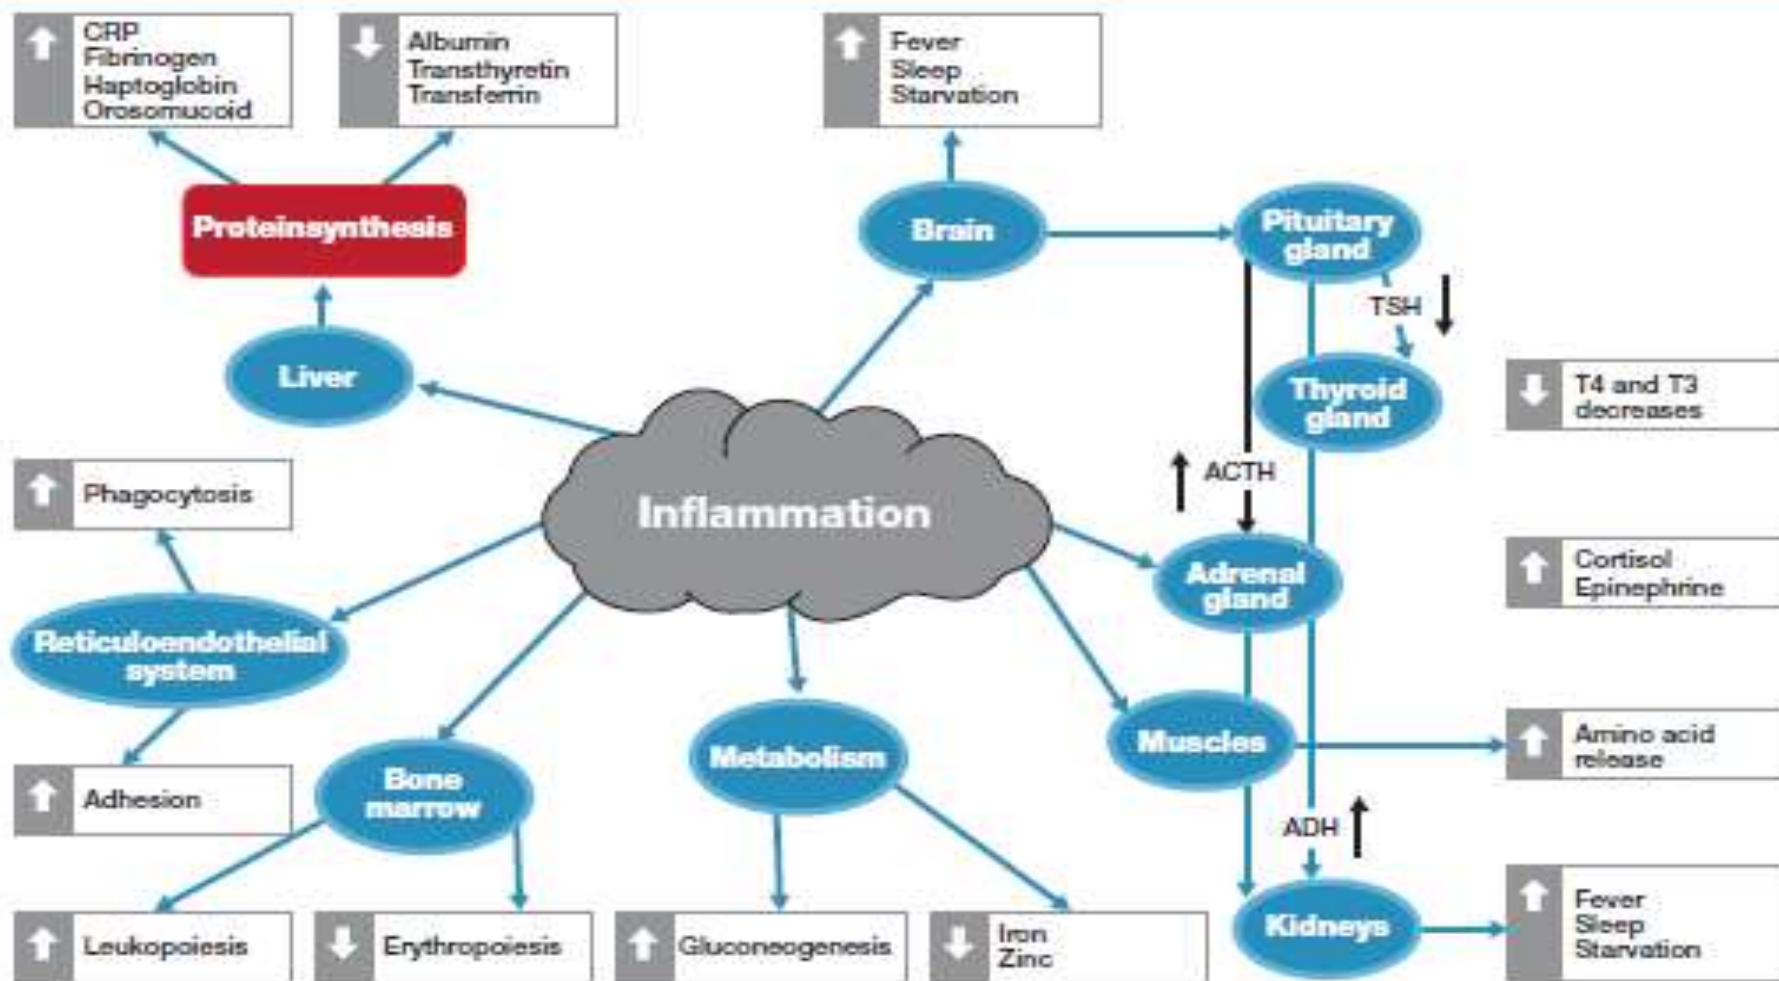 CRP
Fibrinogen
Haptoglobin
Orosomucoid
Albumin
Transthyretin
Transferrin
Fever
Sleep
Starvation
Proteinsynthesis
Brain
Pituitary
gland
TSH
Liver
Thyroid
gland
T4 and T3
decreases
ACTH
Phagocytosis
Inflammation
Adrenal
gland
Cortisol
Epinephrine
Reticuloendothelial
system
Muscles
Amino acid
release
Metabolism
Bone
marrow
Adhesion
ADH
Kidneys
Fever
Sleep
Starvation
Leukopoiesis
Erythropoiesis
Gluconeogenesis
Iron
Zinc